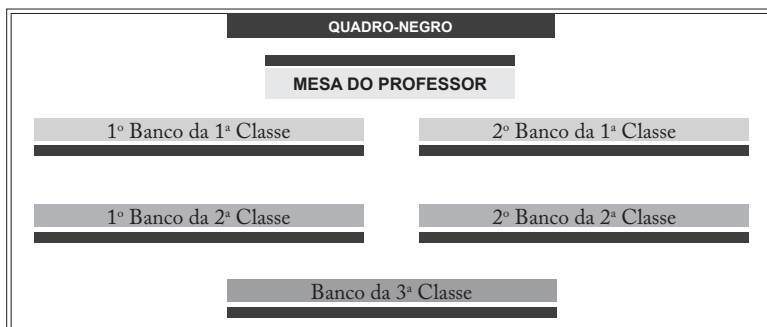 QUADRO-NEGRO
MESA DO PROFESSOR
1º Banco da 1ª Classe
2º Banco da 1ª Classe
1º Banco da 2ª Classe
2º Banco da 2ª Classe
Banco da 3ª Classe